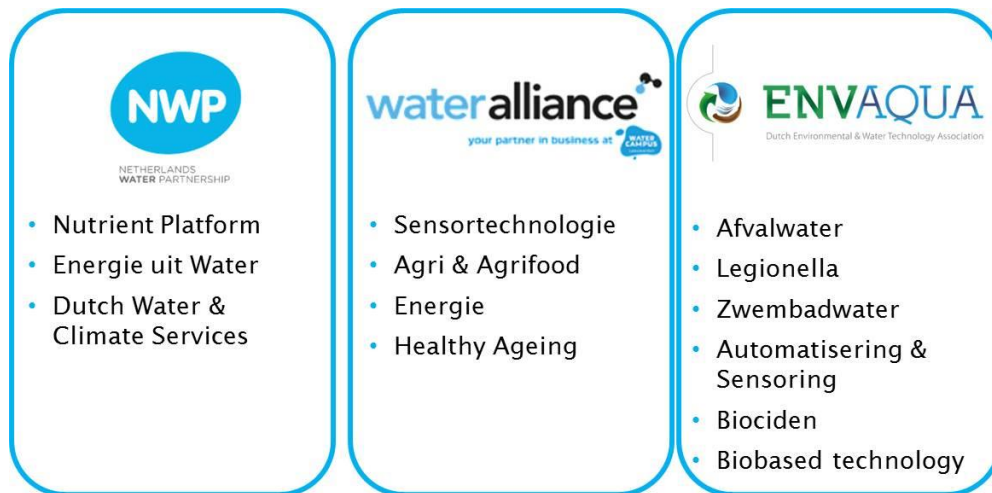 NWP
NETHERLANDS
WATER PARTNERSHIP
• Nutrient Platform
• Energie uit Water
• Dutch Water &
Climate Services
wateralliance
your partner in business at
WATER
CAMPUS
• Sensortechnologie
• Agri & Agrifood
• Energie
• Healthy Ageing
ENVAQUA
Dutch Environmental & Water Technology Association
• Afvalwater
• Legionella
• Zwembadwater
• Automatisering &
Sensoring
• Biociden
• Biobased technology